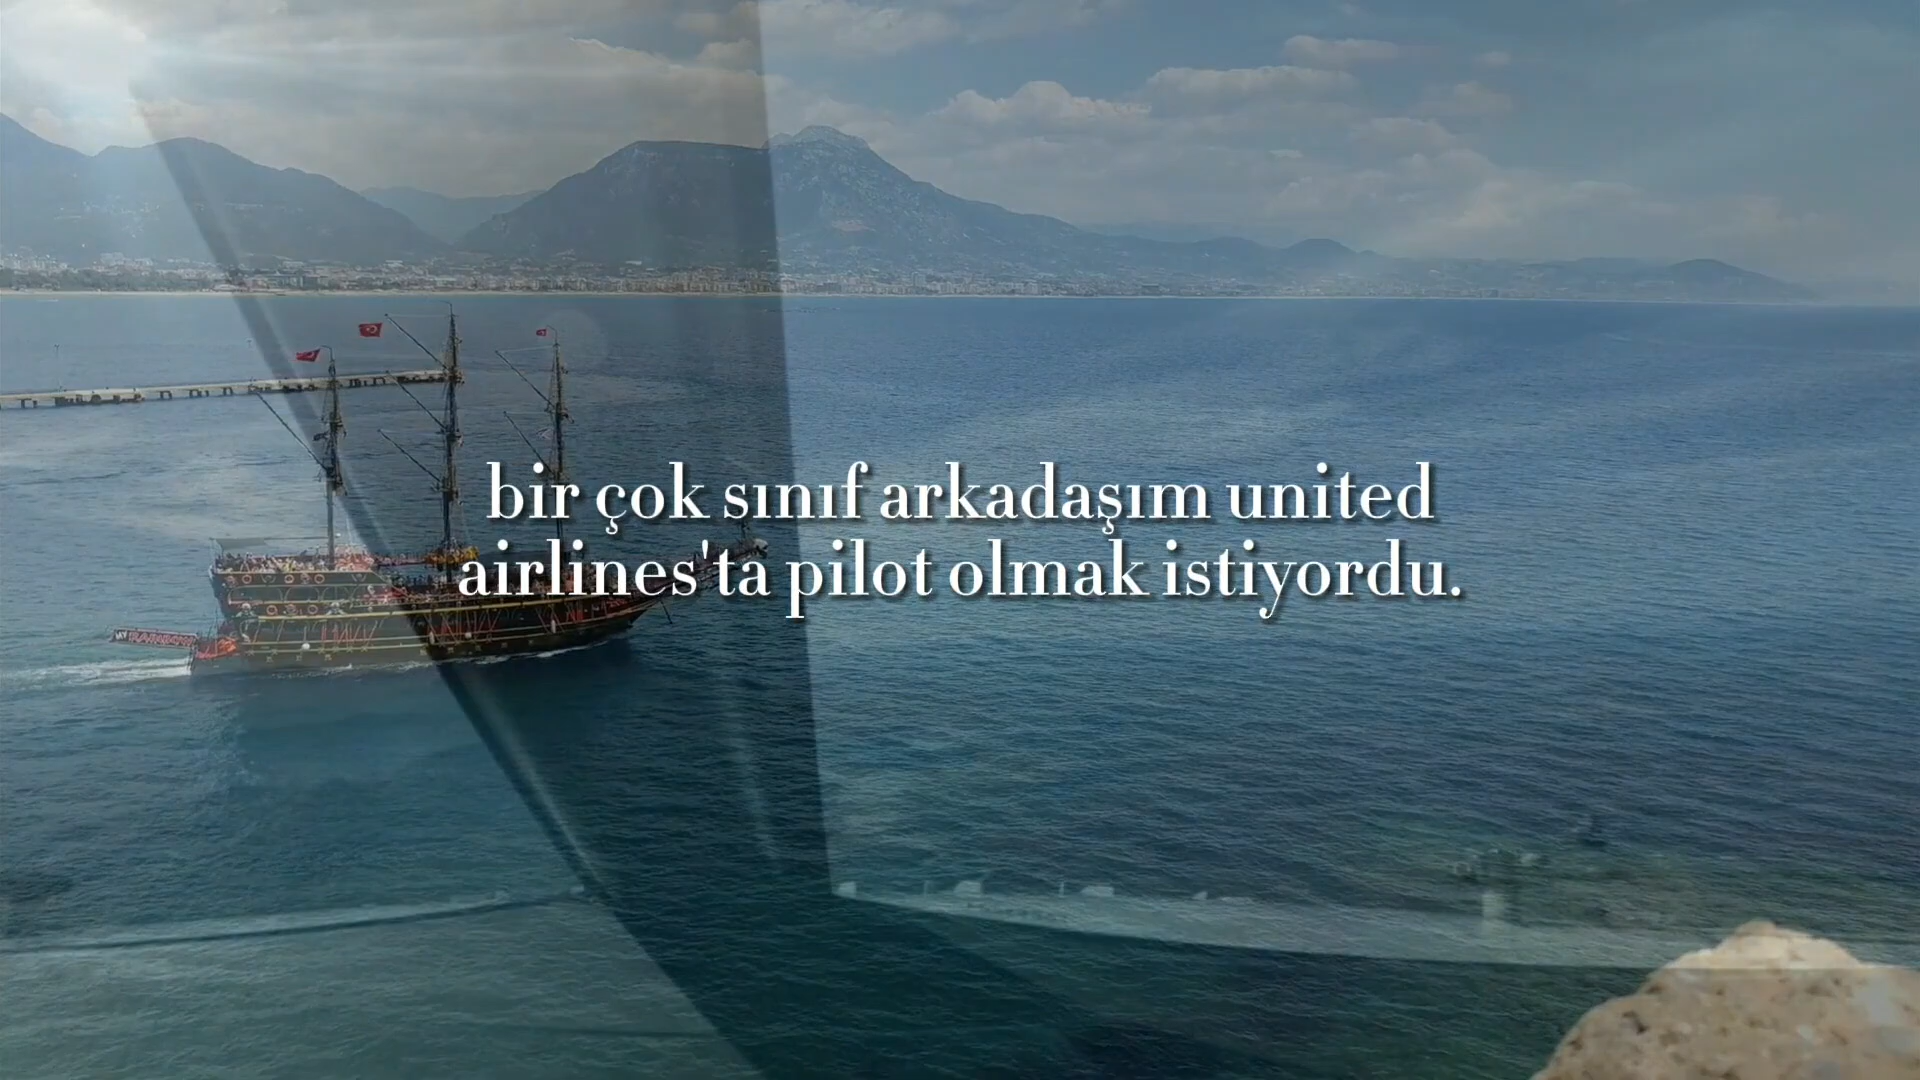 bir çok sınıf arkadaşım united
airlines'ta pilot olmak istiyordu.